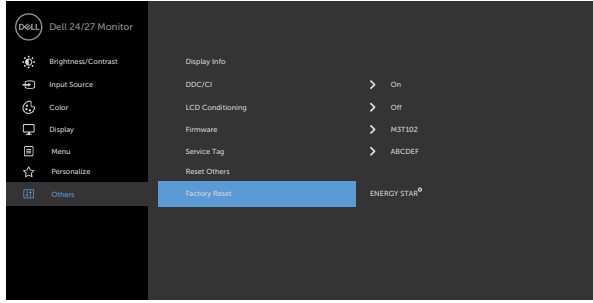 DELL Dell 24/27 Monitor
Brightness/Contrast
Display Info
Input Source
DDC/CI
On
Color
LCD Conditioning
Off
Display
Firmware
M3T102
Menu
Service Tag
ABCDEF
Personalize
Reset Others
Others
Factory Reset
ENERGY STAR®